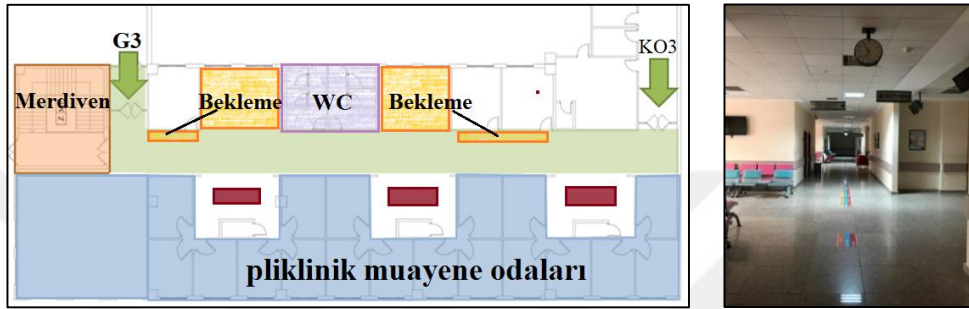 G3
KO3
Merdiven
Bekleme
WC
Bekleme
pliklinik muayene odaları